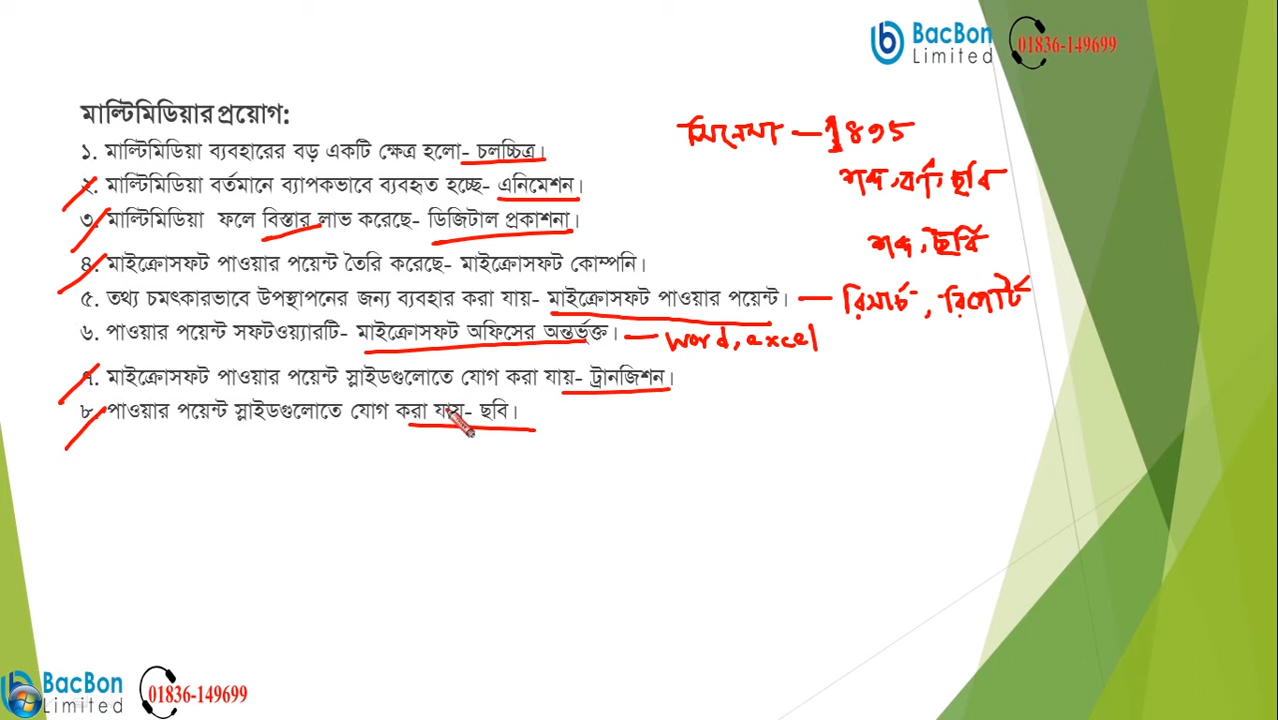 BacBon
Limited
01836-149699
মাল্টিমিডিয়ার প্রয়োগ:
১. মাল্টিমিডিয়া ব্যবহারের বড় একটি ক্ষেত্র হলো- চলচ্চিত্র।
সিনেমা — 1895
শব্দ, বর্ণ, ছবি
২. মাল্টিমিডিয়া বর্তমানে ব্যাপকভাবে ব্যবহৃত হচ্ছে- এনিমেশন।
৩. মাল্টিমিডিয়া ফলে বিস্তার লাভ করেছে- ডিজিটাল প্রকাশনা।
শব্দ, ছবি
৪. মাইক্রোসফট পাওয়ার পয়েন্ট তৈরি করেছে- মাইক্রোসফট কোম্পনি।
৫. তথ্য চমৎকারভাবে উপস্থাপনের জন্য ব্যবহার করা যায়- মাইক্রোসফট পাওয়ার পয়েন্ট। — রিসার্চ, রিপোর্ট
৬. পাওয়ার পয়েন্ট সফটওয়্যারটি- মাইক্রোসফট অফিসের অন্তর্ভূক্ত। — word, excel
৭. মাইক্রোসফট পাওয়ার পয়েন্ট স্লাইডগুলোতে যোগ করা যায়- ট্রানজিশন।
৮. পাওয়ার পয়েন্ট স্লাইডগুলোতে যোগ করা যায়- ছবি।
BacBon
Limited
01836-149699